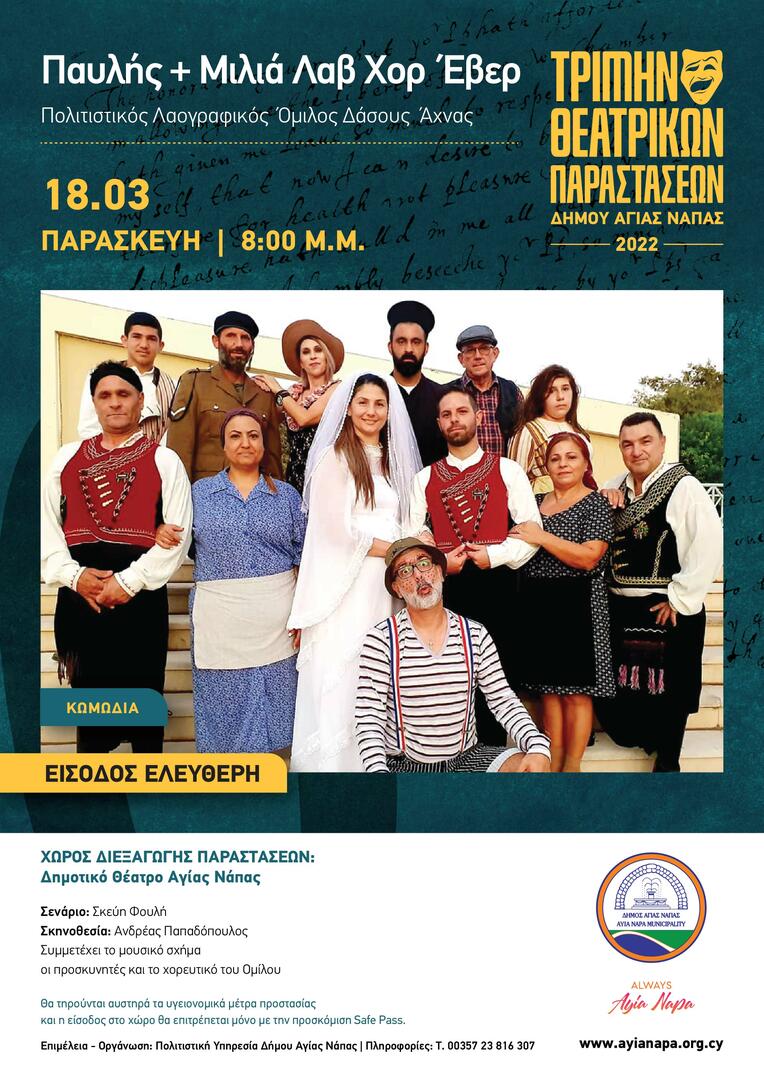 Παυλής + Μιλιά Λαβ Χορ Έβερ
Πολιτιστικός Λαογραφικός Όμιλος Δάσους Άχνας
18.03
ΠΑΡΑΣΚΕΥΗ | 8:00 Μ.Μ.
ΤΡΙΜΗΝΟ
ΘΕΑΤΡΙΚΩΝ
ΠΑΡΑΣΤΑΣΕΩΝ
ΔΗΜΟΥ ΑΓΙΑΣ ΝΑΠΑΣ
2022
ΚΩΜΩΔΙΑ
ΕΙΣΟΔΟΣ ΕΛΕΥΘΕΡΗ
ΧΩΡΟΣ ΔΙΕΞΑΓΩΓΗΣ ΠΑΡΑΣΤΑΣΕΩΝ:
Δημοτικό Θέατρο Αγίας Νάπας
Σενάριο: Σκεύη Φουλή
Σκηνοθεσία: Ανδρέας Παπαδόπουλος
Συμμετέχει το μουσικό σχήμα
οι προσκυνητές και το χορευτικό του Ομίλου
Θα τηρούνται αυστηρά τα υγειονομικά μέτρα προστασίας
και η είσοδος στο χώρο θα επιτρέπεται μόνο με την προσκόμιση Safe Pass.
Επιμέλεια - Οργάνωση: Πολιτιστική Υπηρεσία Δήμου Αγίας Νάπας | Πληροφορίες: Τ. 00357 23 816 307
ΔΗΜΟΣ ΑΓΙΑΣ ΝΑΠΑΣ
AYIA NAPA MUNICIPALITY
ALWAYS
Ayia Napa
www.ayianapa.org.cy